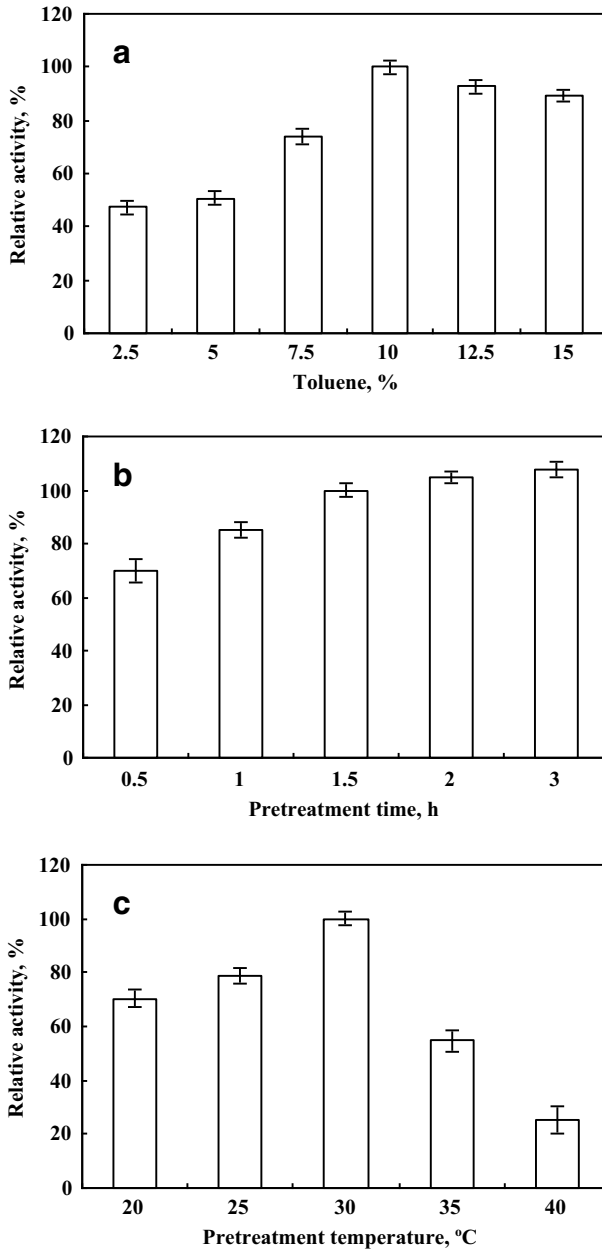 120
a
100
80
60
40
20
0
Relative activity, %
2.5 5 7.5 10 12.5 15
Toluene, %
120
b
100
80
60
40
20
0
Relative activity, %
0.5 1 1.5 2 3
Pretreatment time, h
120
c
100
80
60
40
20
0
Relative activity, %
20 25 30 35 40
Pretreatment temperature, ºC